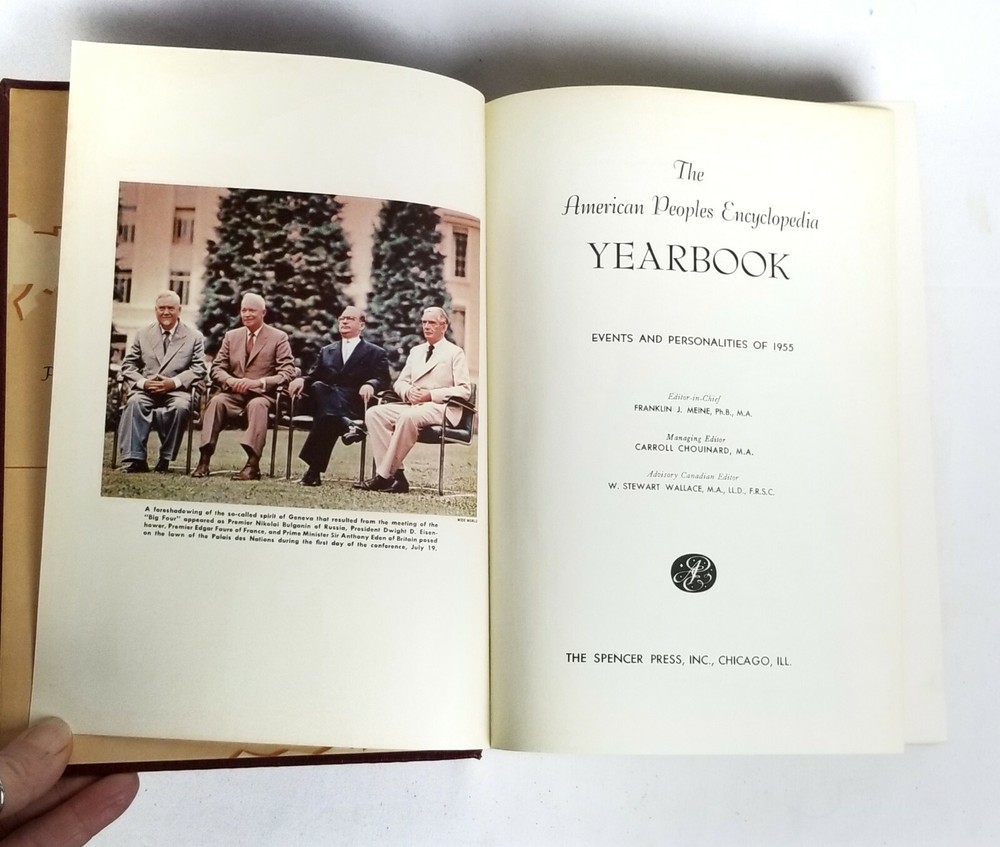 WIDE WORLD
A foreshadowing of the so-called spirit of Geneva that resulted from the meeting of the
"Big Four" appeared as Premier Nikolai Bulganin of Russia, President Dwight D. Eisen-
hower, Premier Edgar Faure of France, and Prime Minister Sir Anthony Eden of Britain posed
on the lawn of the Palais des Nations during the first day of the conference, July 19.
The
American Peoples Encyclopedia
YEARBOOK
EVENTS AND PERSONALITIES OF 1955
Editor-in-Chief
FRANKLIN J. MEINE, Ph.B., M.A.
Managing Editor
CARROLL CHOUINARD, M.A.
Advisory Canadian Editor
W. STEWART WALLACE, M.A., LL.D., F.R.S.C.
THE SPENCER PRESS, INC., CHICAGO, ILL.